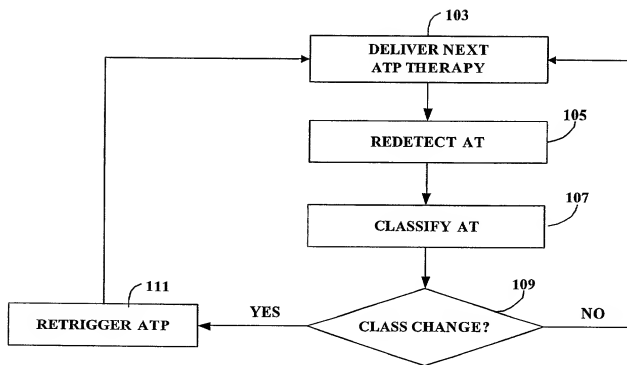 103
DELIVER NEXT
ATP THERAPY
105
REDETECT AT
107
CLASSIFY AT
109
CLASS CHANGE?
YES
NO
111
RETRIGGER ATP